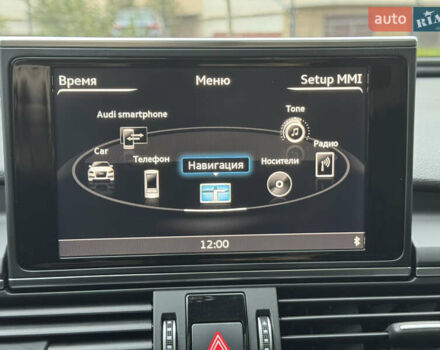 auto RIA
Время Меню Setup MMI
Audi smartphone
Tone
Car
Телефон
Навигация
Носители
Радио
12:00